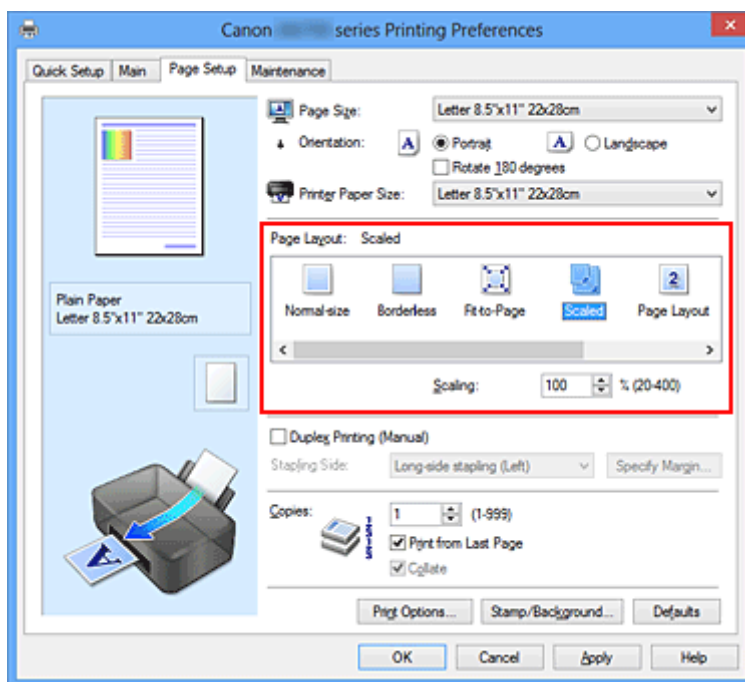 Canon series Printing Preferences
Quick Setup Main Page Setup Maintenance
Page Size: Letter 8.5"x11" 22x28cm
Orientation: A Portrait A Landscape
Rotate 180 degrees
Printer Paper Size: Letter 8.5"x11" 22x28cm
Page Layout: Scaled
Normal-size Borderless Fit-to-Page Scaled Page Layout
Scaling: 100 % (20-400)
Plain Paper
Letter 8.5"x11" 22x28cm
Duplex Printing (Manual)
Stapling Side: Long-side stapling (Left) Specify Margin...
Copies: 1 (1-999)
Print from Last Page
Collate
A
Print Options... Stamp/Background... Defaults
OK Cancel Apply Help